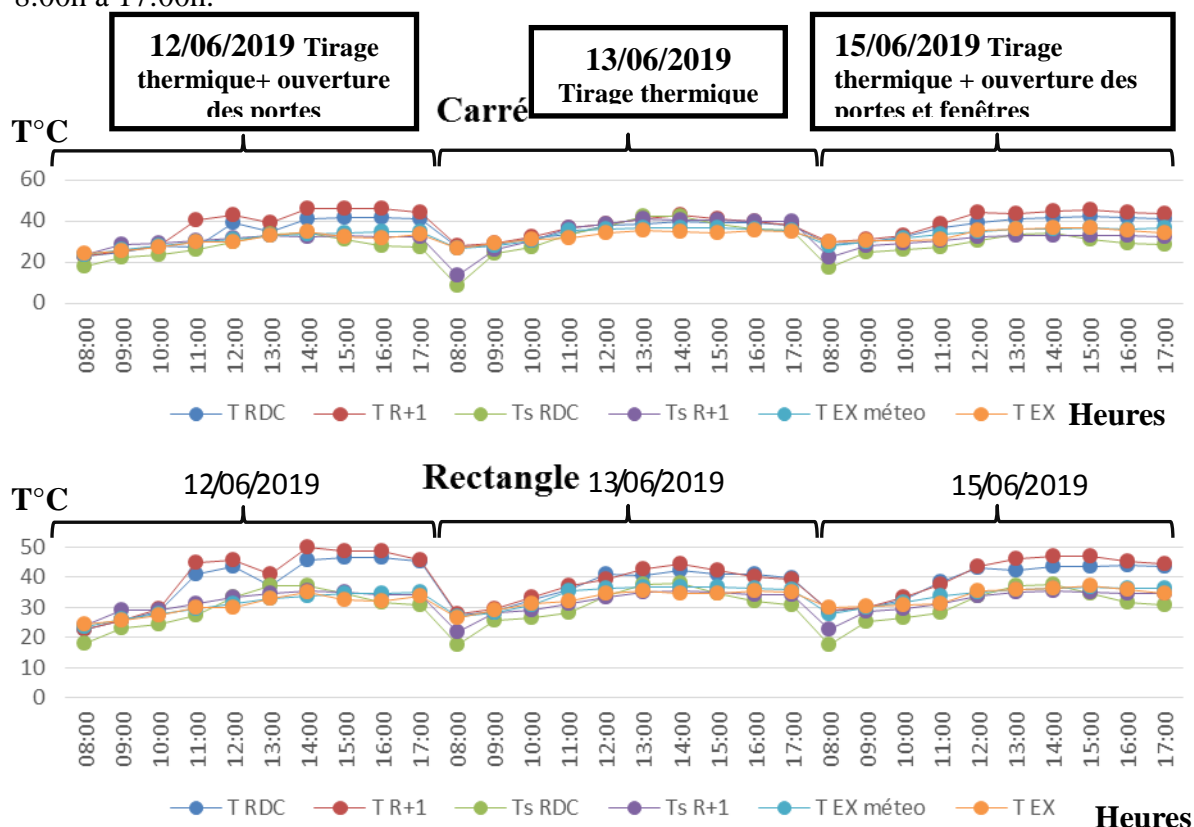 8.00h à 17.00h.
12/06/2019 Tirage
thermique+ ouverture
des portes
13/06/2019
Tirage thermique
15/06/2019 Tirage
thermique + ouverture des
portes et fenêtres
Carré
T°C
60
40
20
0
08:00 09:00 10:00 11:00 12:00 13:00 14:00 15:00 16:00 17:00 08:00 09:00 10:00 11:00 12:00 13:00 14:00 15:00 16:00 17:00 08:00 09:00 10:00 11:00 12:00 13:00 14:00 15:00 16:00 17:00
T RDC T R+1 Ts RDC Ts R+1 T EX méteo T EX Heures
Rectangle
T°C
12/06/2019 13/06/2019 15/06/2019
50
40
30
20
10
0
08:00 09:00 10:00 11:00 12:00 13:00 14:00 15:00 16:00 17:00 08:00 09:00 10:00 11:00 12:00 13:00 14:00 15:00 16:00 17:00 08:00 09:00 10:00 11:00 12:00 13:00 14:00 15:00 16:00 17:00
T RDC T R+1 Ts RDC Ts R+1 T EX méteo T EX Heures